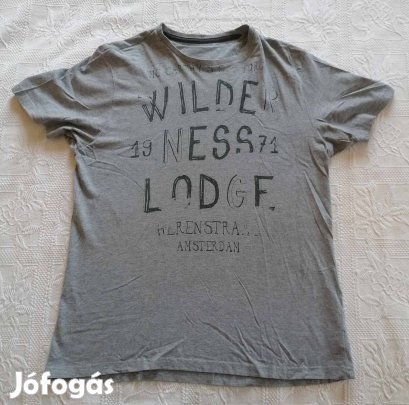 WILDER
19 NESS 71
LODGE
AMSTERDAM
Jófogás